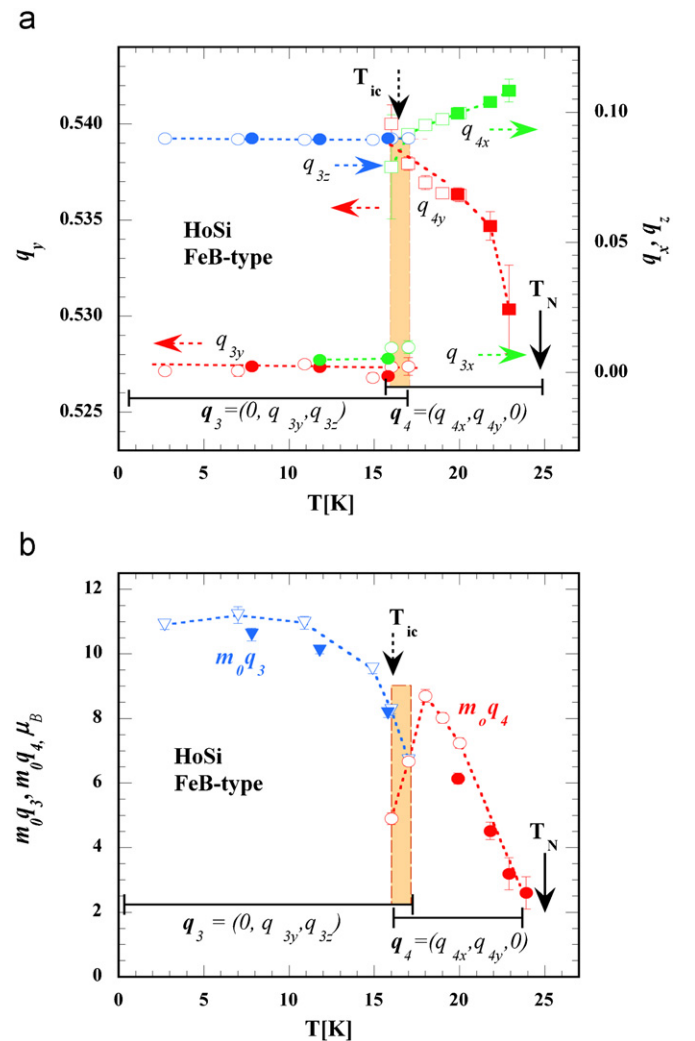 a
T_ic
0.540
0.10
q_4x
q_3z
0.535
q_4y
HoSi
FeB-type
q_y
0.05
q_x, q_z
0.530
T_N
q_3y
q_3x
0.00
0.525
q_3=(0, q_3y,q_3z)
q_4=(q_4x,q_4y,0)
0 5 10 15 20 25
T[K]
b
12
T_ic
10
m_0q_3
m_oq_4
8
HoSi
FeB-type
m_0q_3, m_0q_4, μ_B
6
4
T_N
2
q_3 = (0, q_3y,q_3z)
q_4=(q_4x,q_4y,0)
0
0 5 10 15 20 25
T[K]